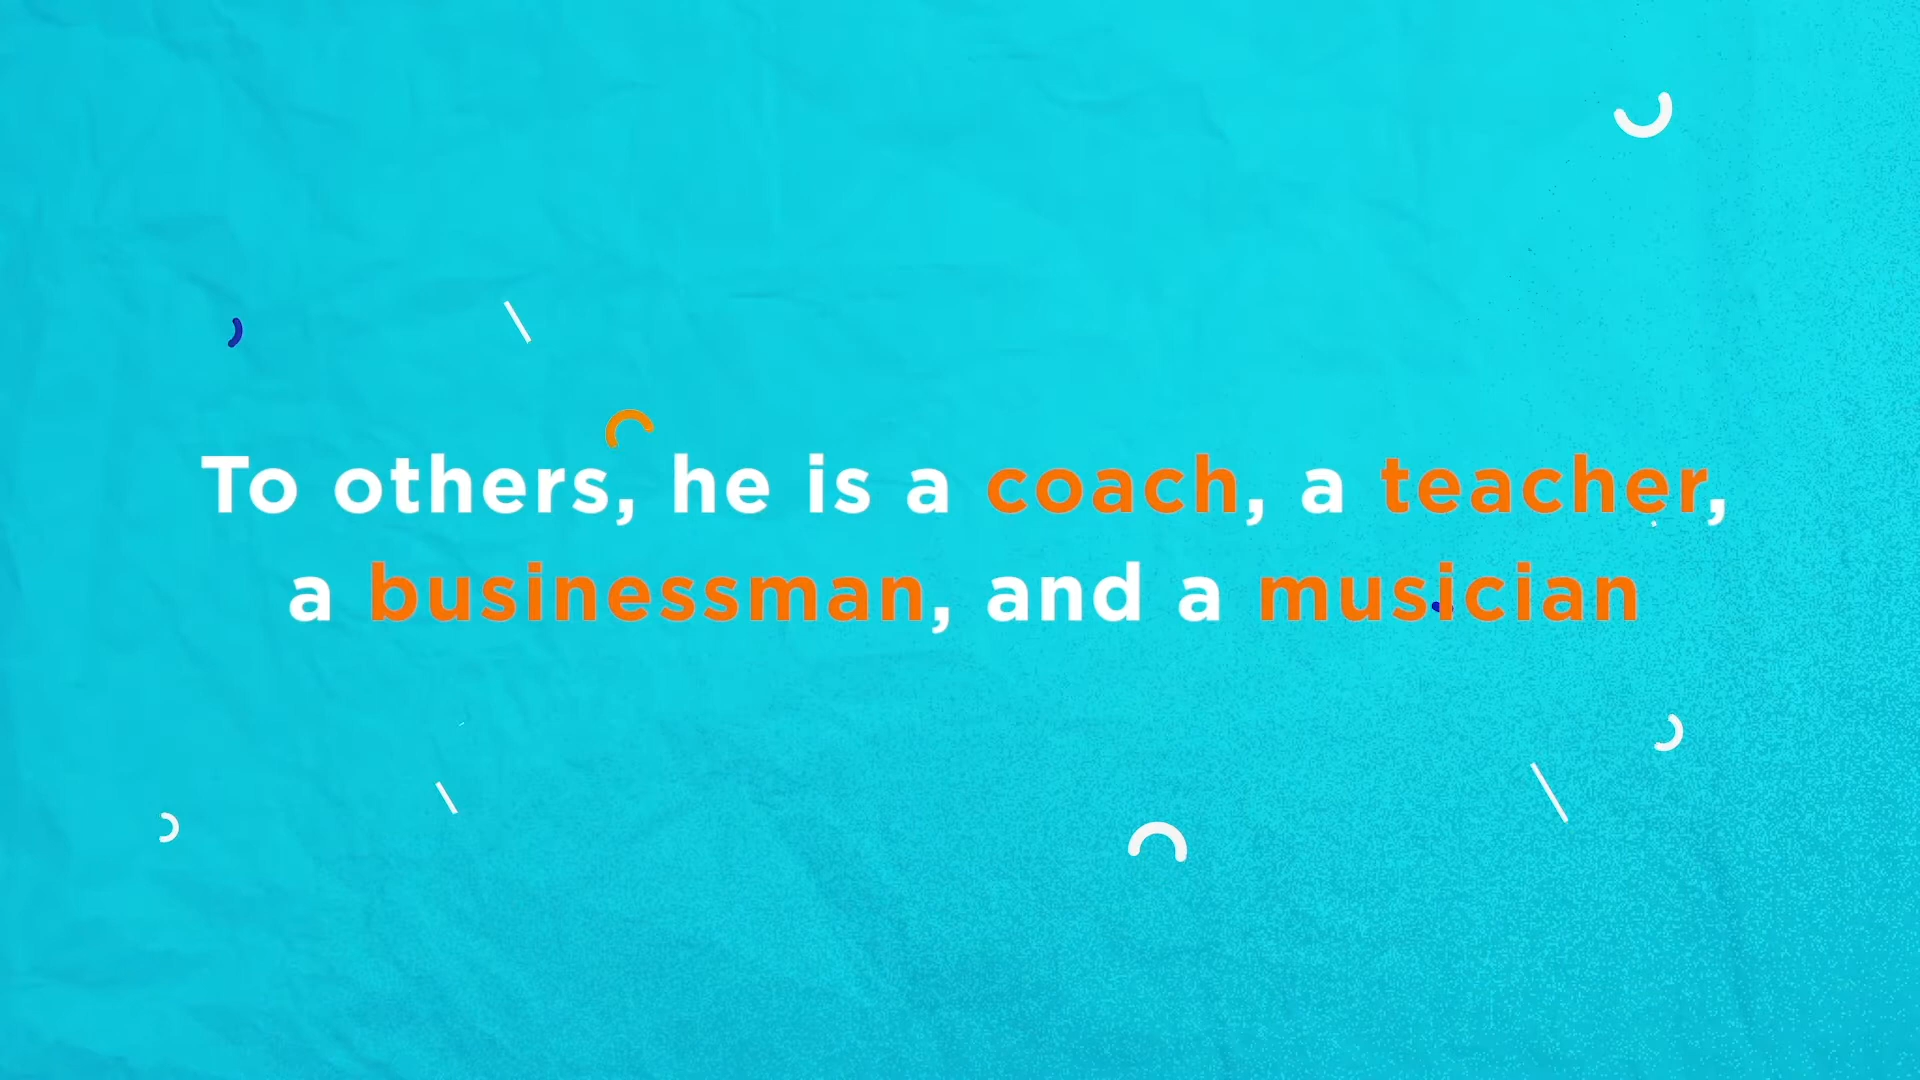 To others, he is a coach, a teacher,
a businessman, and a musician